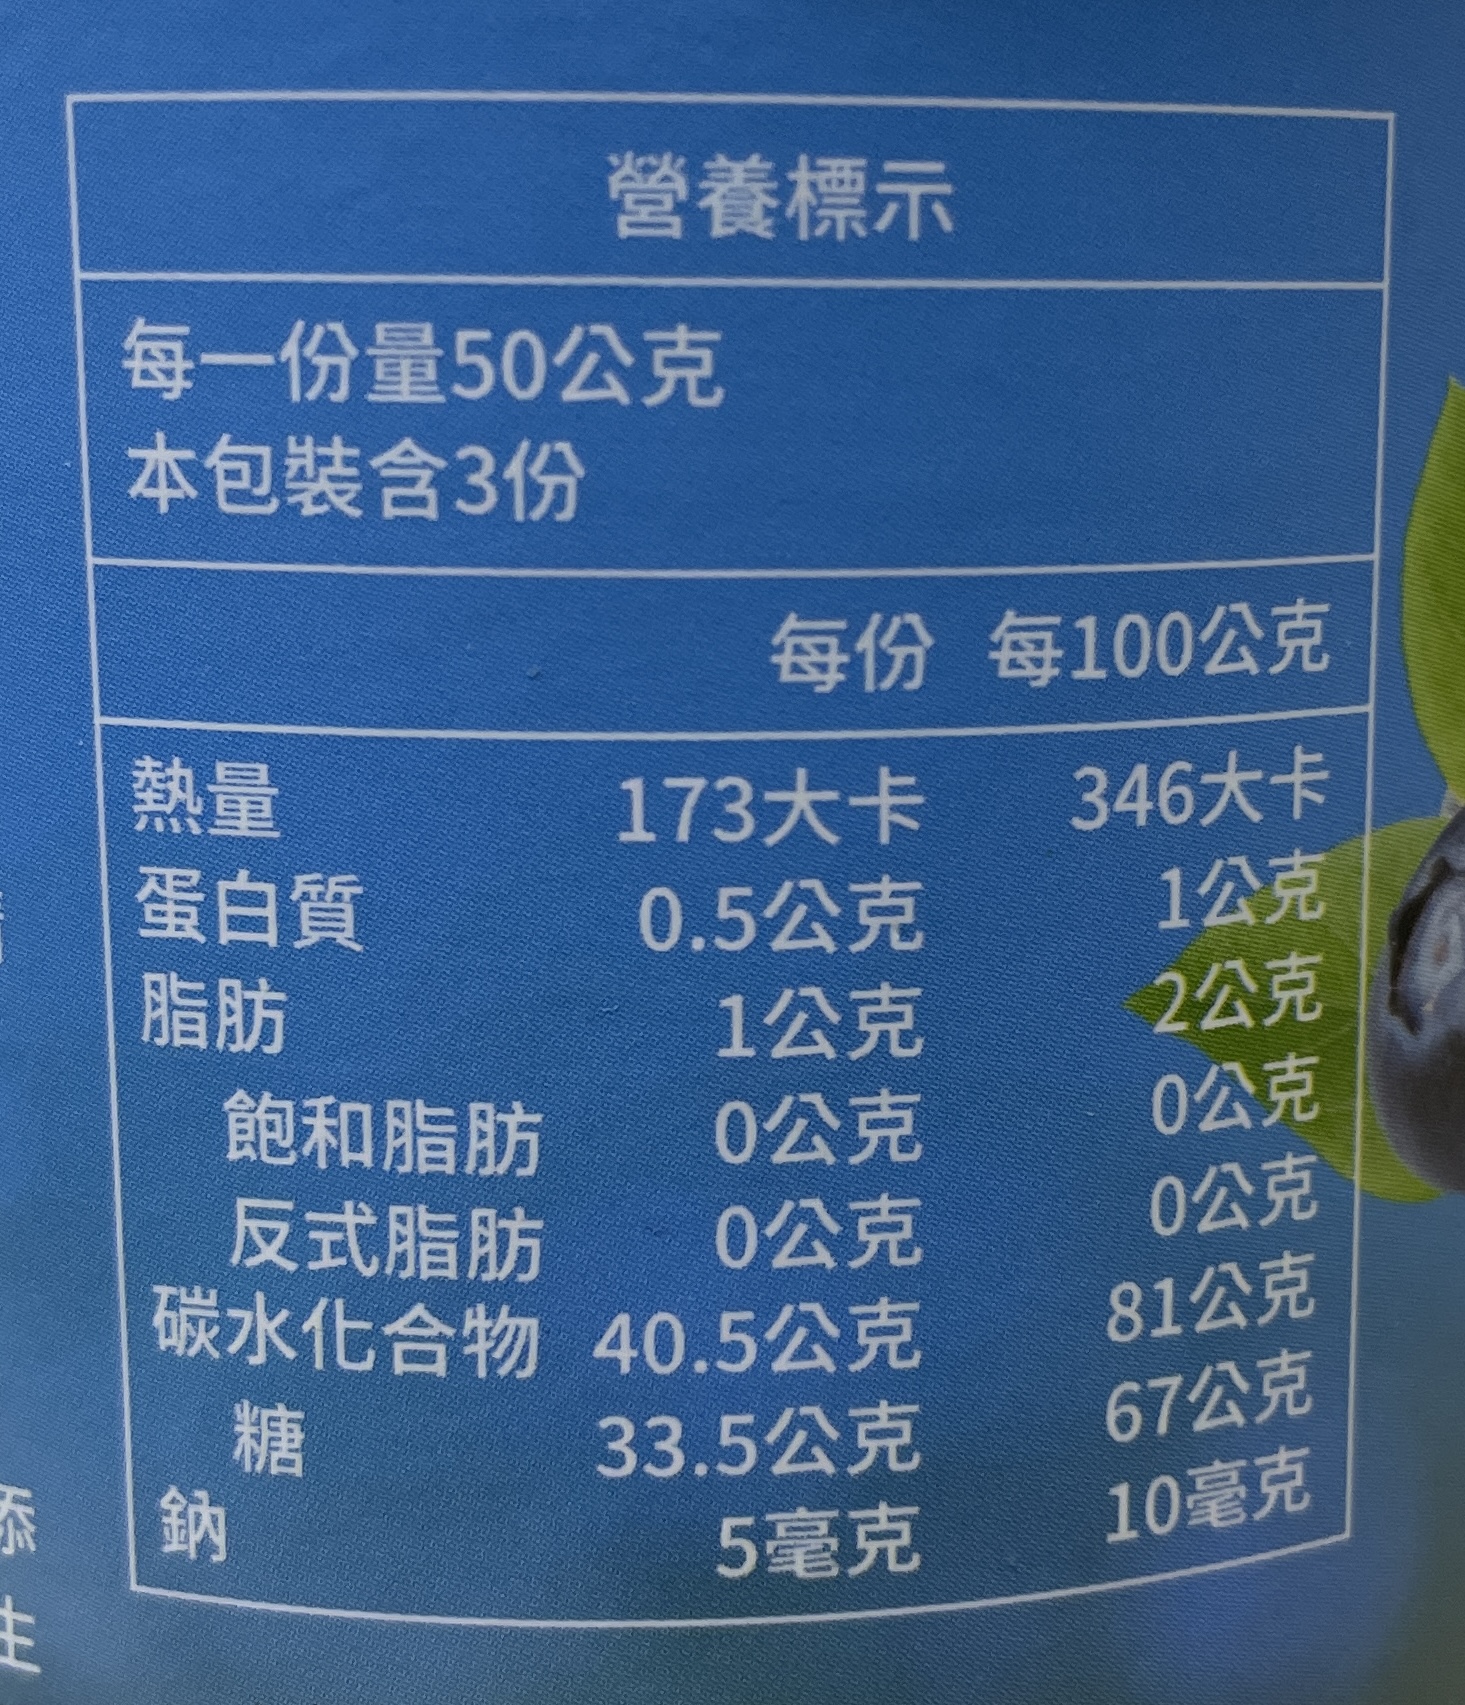 營養標示
每一份量50公克
本包裝含3份
每份 每100公克
熱量 173大卡 346大卡
蛋白質 0.5公克 1公克
脂肪 1公克 2公克
飽和脂肪 0公克 0公克
反式脂肪 0公克 0公克
碳水化合物 40.5公克 81公克
糖 33.5公克 67公克
鈉 5毫克 10毫克
添
生